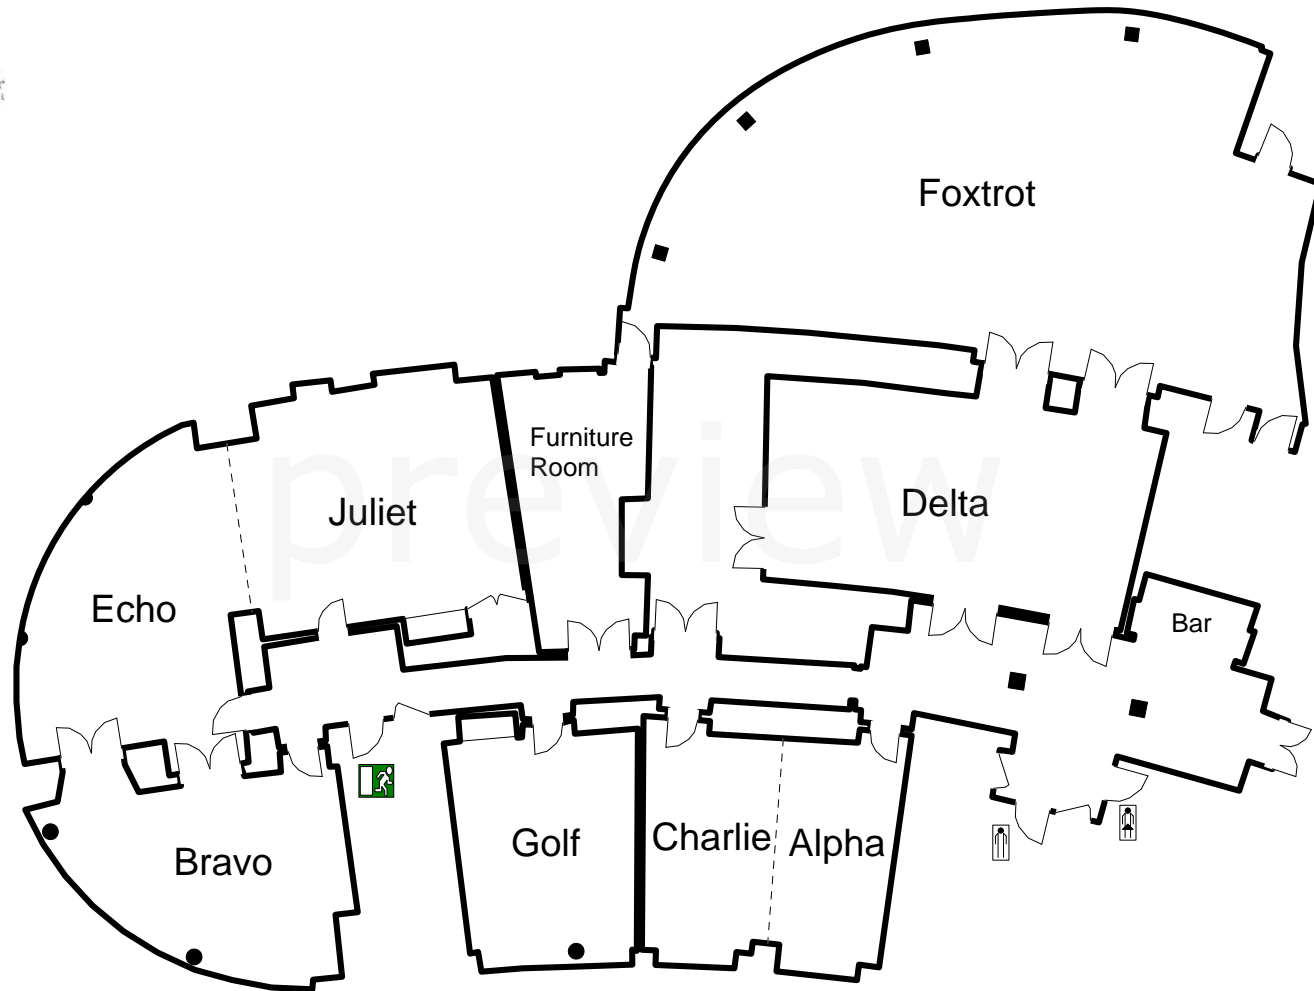 Foxtrot
Furniture
Room
Juliet
preview
Delta
Echo
Bar
Golf
Charlie
Alpha
Bravo